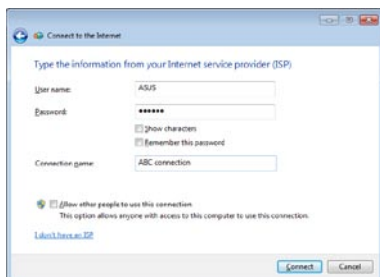 Connect to the Internet
Type the information from your Internet service provider (ISP)
User name: ASUS
Password: ••••••
Show characters
Remember this password
Connection name: ABC connection
Allow other people to use this connection
This option allows anyone with access to this computer to use this connection.
I don't have an ISP
Connect Cancel